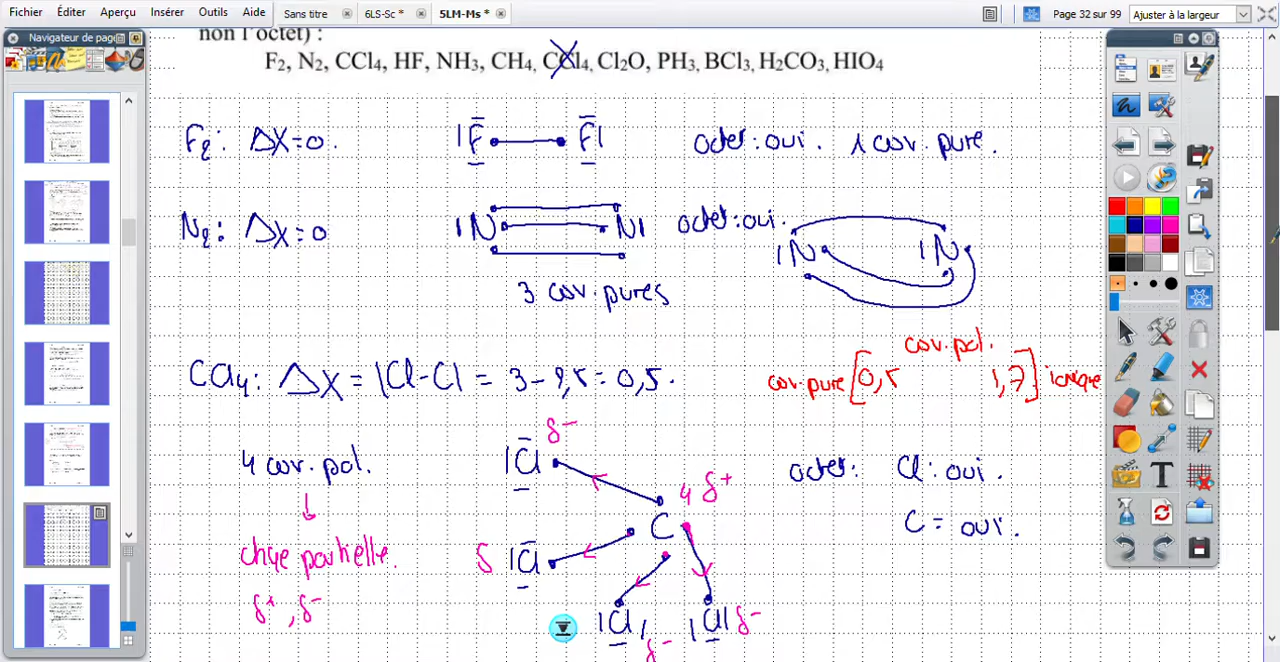 Fichier Aperçu Insérer Outils Aide Sans titre 6LS-Sc * 5LM-Ms * Page 32 sur 99 Ajuster à la largeur
Navigateur de page
non l'octet) :
F2, N2, CCl4, HF, NH3, CH4, CCl4, Cl2O, PH3, BCl3, H2CO3, HIO4
F2 : ΔX=0. |F F| octet: oui. 1 cov. pure.
N2 : ΔX=0 |N N| octet: oui. |N |N
3 cov. pures
cov. pol.
CCl4 : ΔX = |Cl-C| = 3-2,5=0,5. cov. pure [0,5 1,7] ionique
δ-
4 cov. pol. |Cl 4 δ+ octet: Cl: oui.
C C = oui.
chge partielle. δ |Cl
δ+, δ- |Cl| |Cl| δ-
δ-